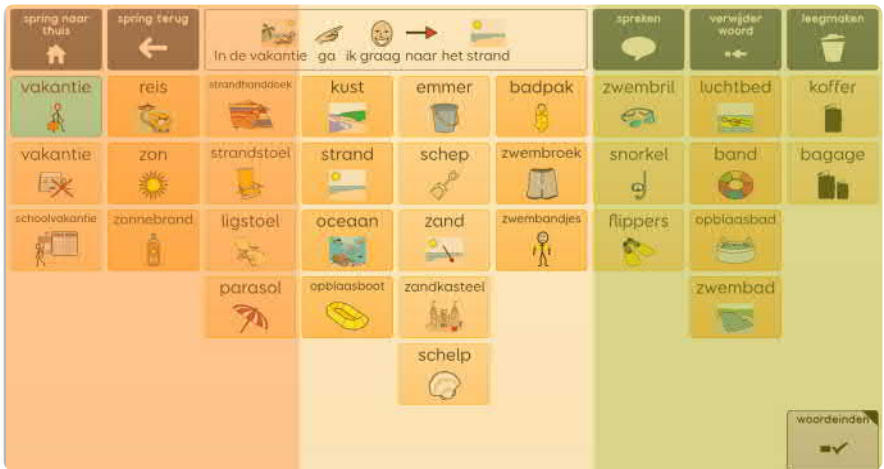 spring naar thuis
spring terug
In de vakantie ga ik graag naar het strand
spreken
verwijder woord
leegmaken
vakantie
reis
strandhanddoek
kust
emmer
badpak
zwembril
luchtbed
koffer
vakantie
zon
strandstoel
strand
schep
zwembroek
snorkel
band
bagage
schoolvakantie
zonnebrand
ligstoel
oceaan
zand
zwembandjes
flippers
opblaasbad
parasol
opblaasboot
zandkasteel
zwembad
schelp
woordeinden